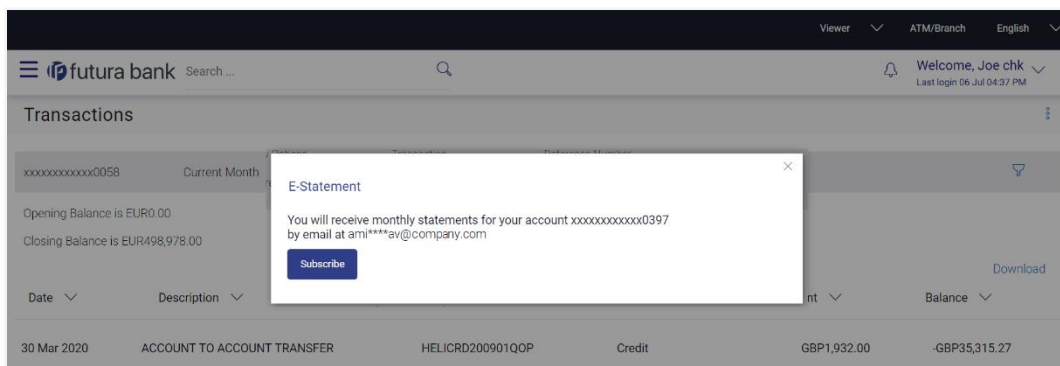 Viewer ATM/Branch English
futura bank Search ... Welcome, Joe chk
Last login 06 Jul 04:37 PM
Transactions
xxxxxxxxxxxx0058 Current Month
E-Statement
You will receive monthly statements for your account xxxxxxxxxxxx0397
by email at ami****av@company.com
Subscribe
Opening Balance is EUR0.00
Closing Balance is EUR498,978.00
Download
Date Description nt Balance
30 Mar 2020 ACCOUNT TO ACCOUNT TRANSFER HELICRD200901QOP Credit GBP1,932.00 -GBP35,315.27